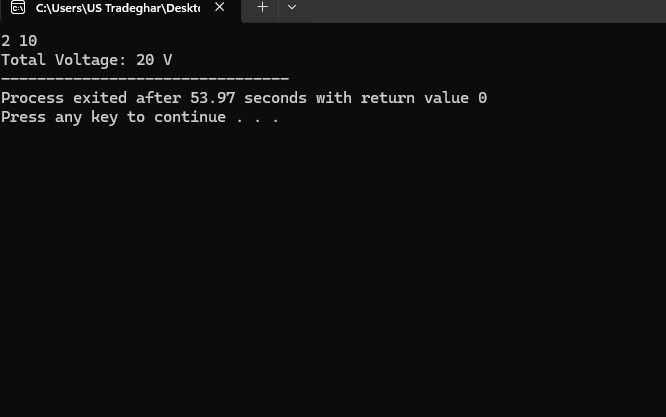 C:\Users\US Tradeghar\Deskt
2 10
Total Voltage: 20 V
--------------------------------
Process exited after 53.97 seconds with return value 0
Press any key to continue . . .